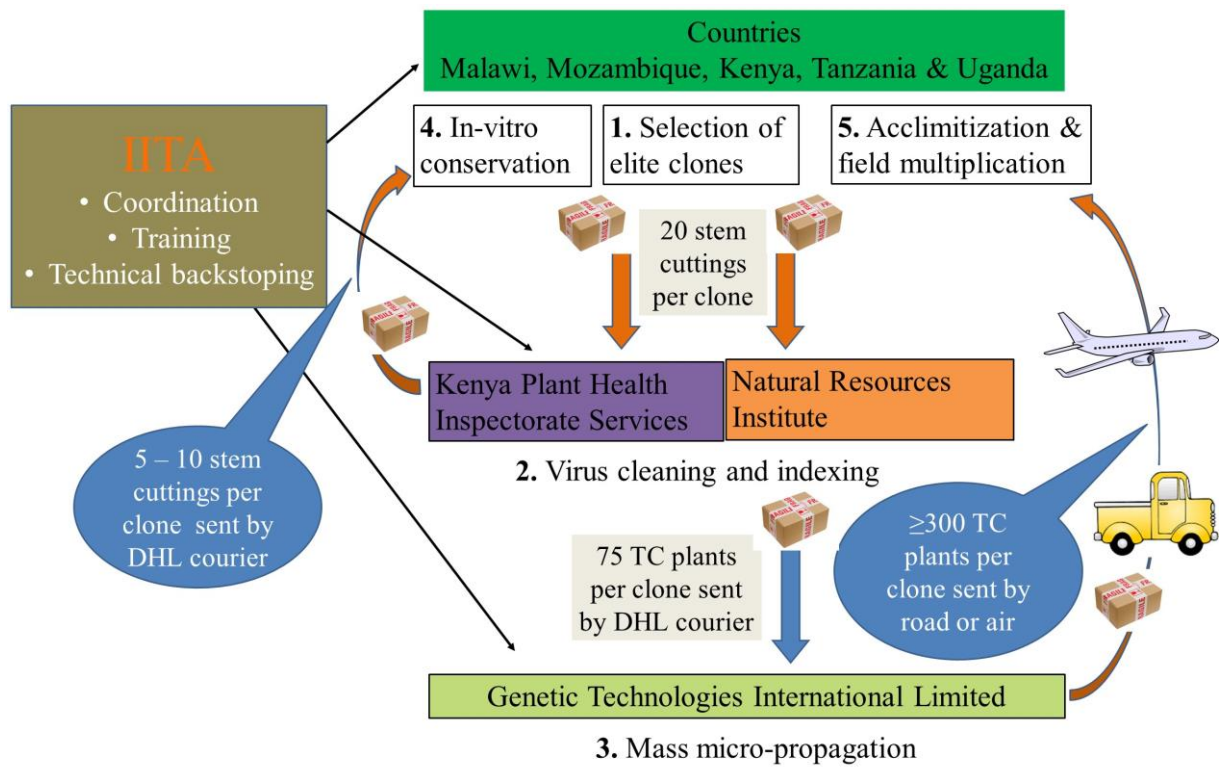 Countries
Malawi, Mozambique, Kenya, Tanzania & Uganda
IITA
• Coordination
• Training
• Technical backstoping
4. In-vitro
conservation
1. Selection of
elite clones
5. Acclimitization &
field multiplication
20 stem
cuttings
per clone
Kenya Plant Health
Inspectorate Services
Natural Resources
Institute
2. Virus cleaning and indexing
5 – 10 stem
cuttings per
clone sent by
DHL courier
75 TC plants
per clone sent
by DHL courier
≥300 TC
plants per
clone sent by
road or air
Genetic Technologies International Limited
3. Mass micro-propagation